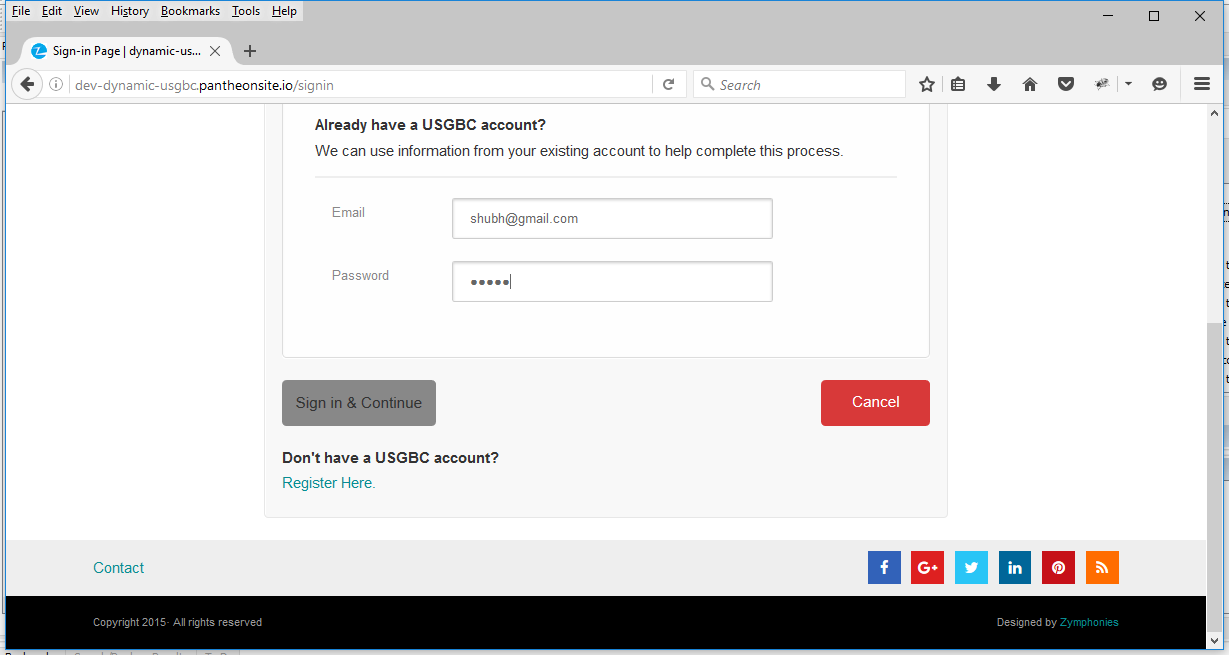 File Edit View History Bookmarks Tools Help
Sign-in Page | dynamic-us...
dev-dynamic-usgbc.pantheonsite.io/signin
Search
Already have a USGBC account?
We can use information from your existing account to help complete this process.
Email
shubh@gmail.com
Password
Sign in & Continue
Cancel
Don't have a USGBC account?
Register Here.
Contact
f G+ in
Copyright 2015· All rights reserved
Designed by Zymphonies